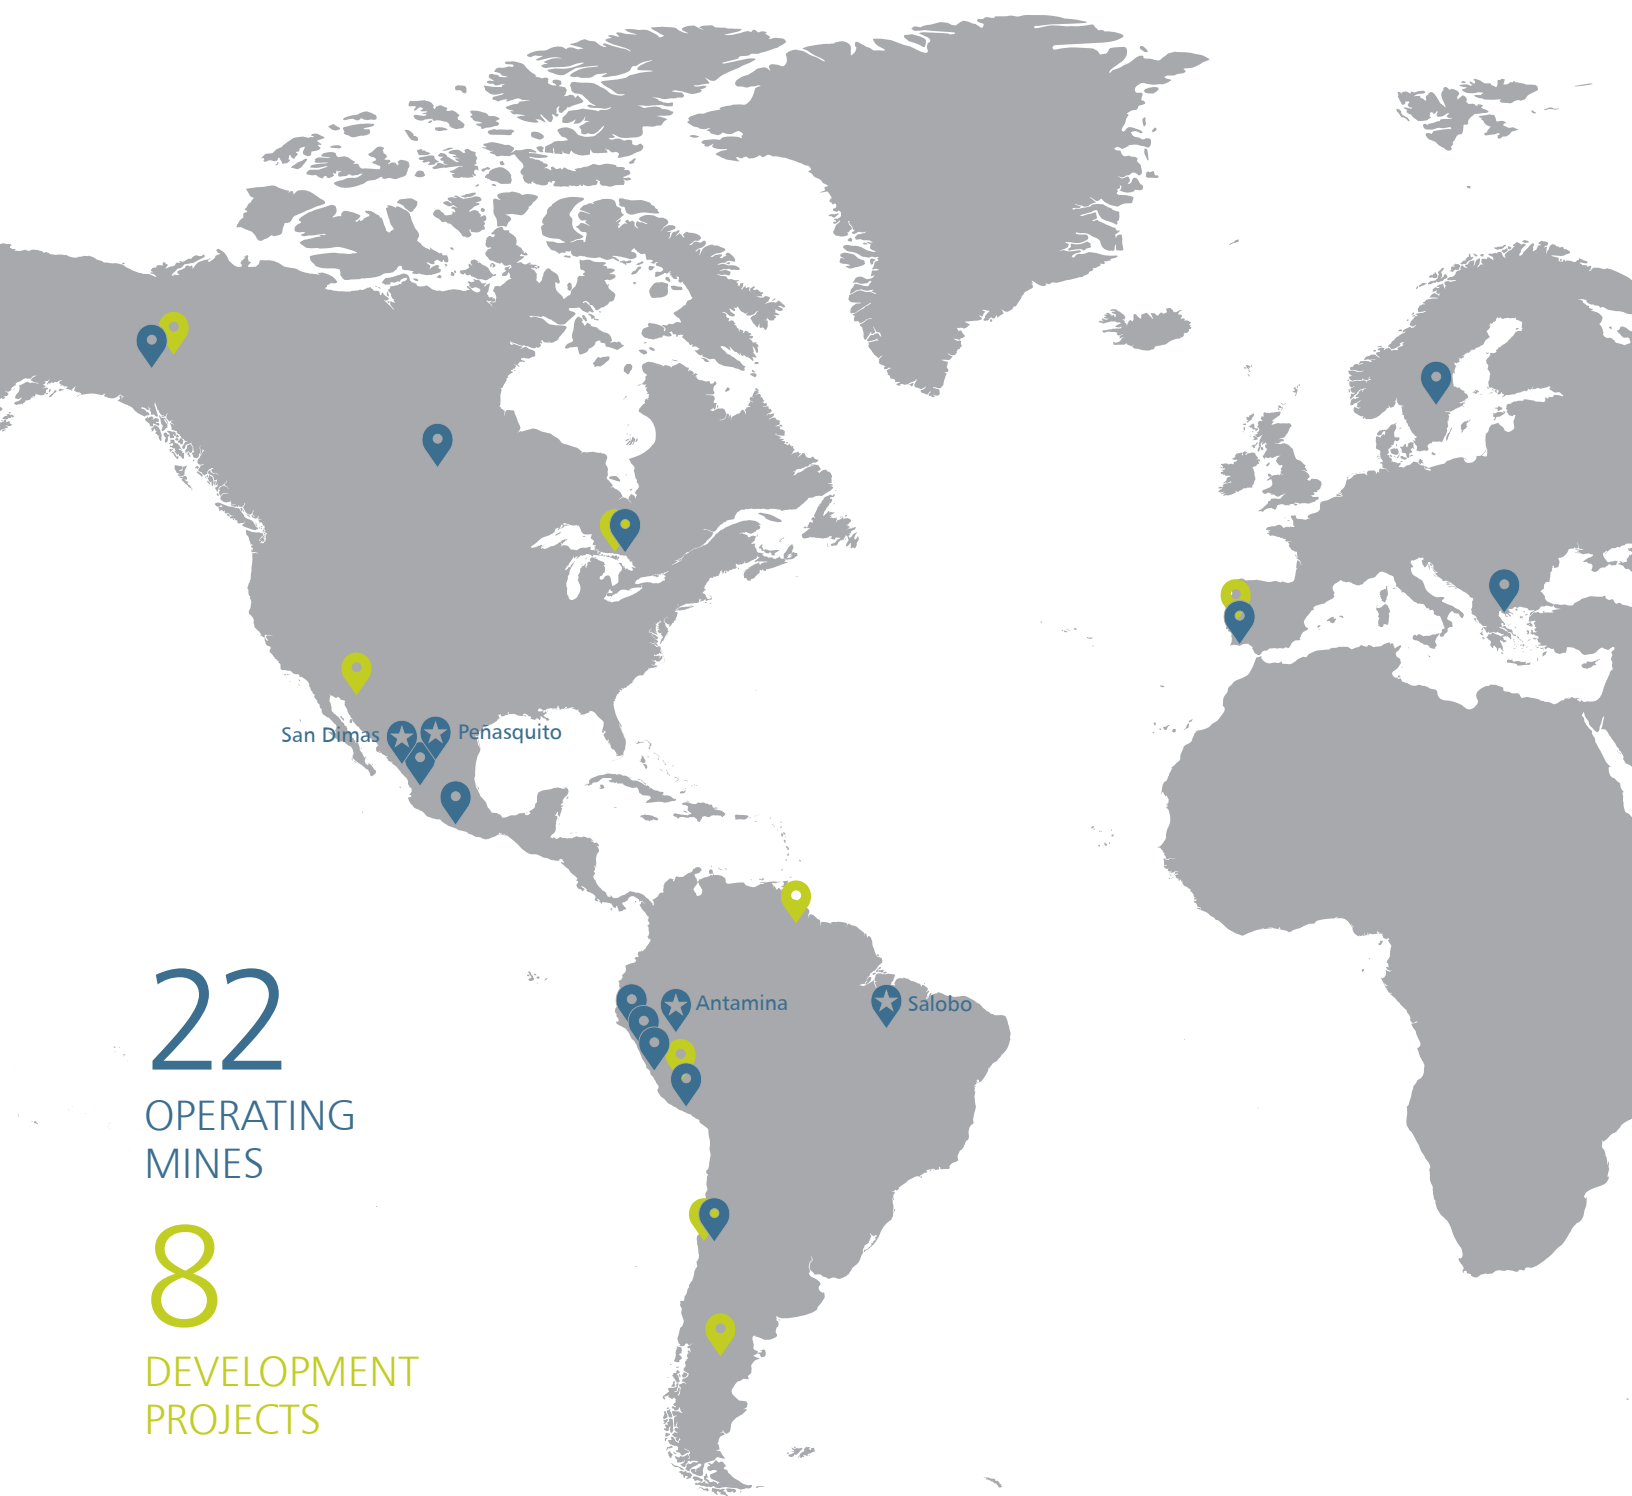 San Dimas
Peñasquito
Antamina
Salobo
22
OPERATING
MINES
8
DEVELOPMENT
PROJECTS